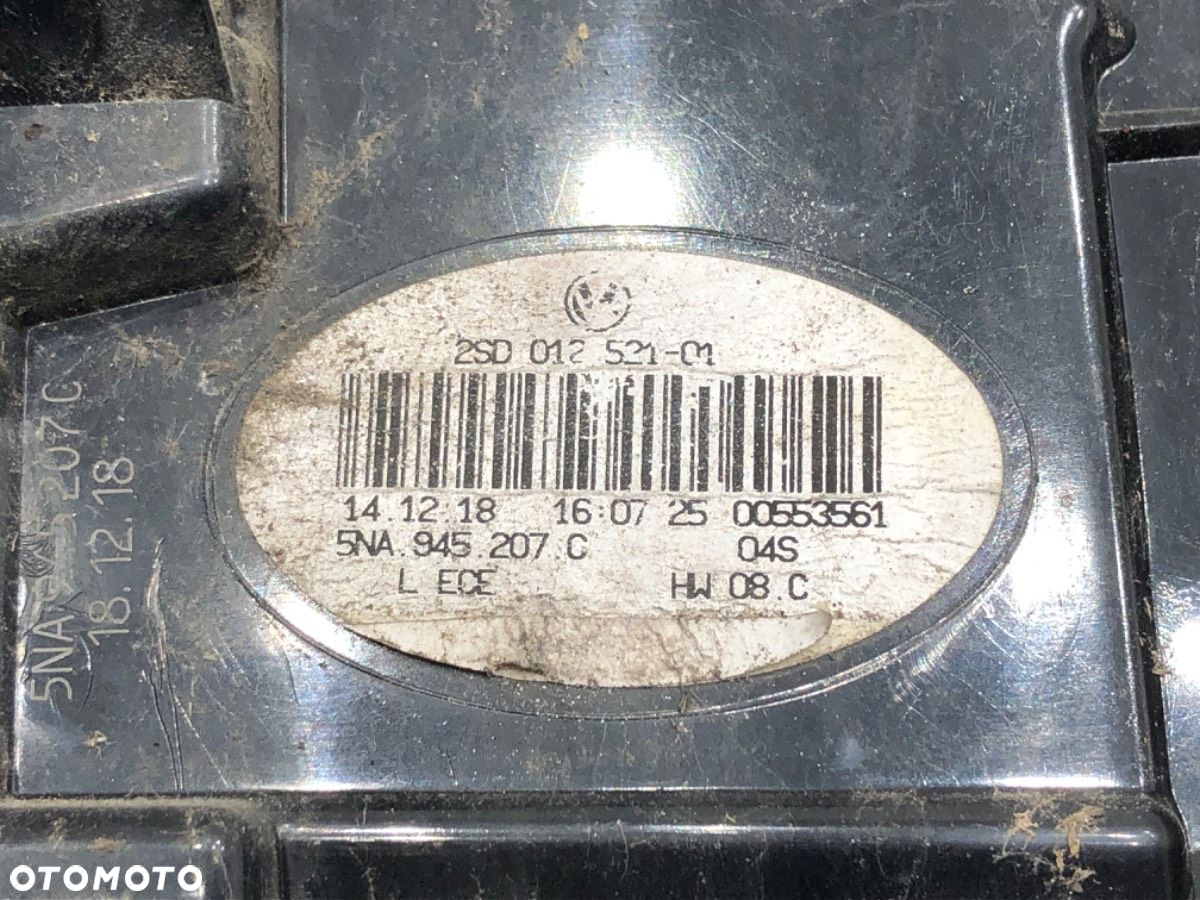 2SD 012 521-01
14.12.18 16:07 25 00553561
5NA.945.207.C 04S
L ECE HW 08.C
5NA 945 207 C
18.12.18
OTOMOTO